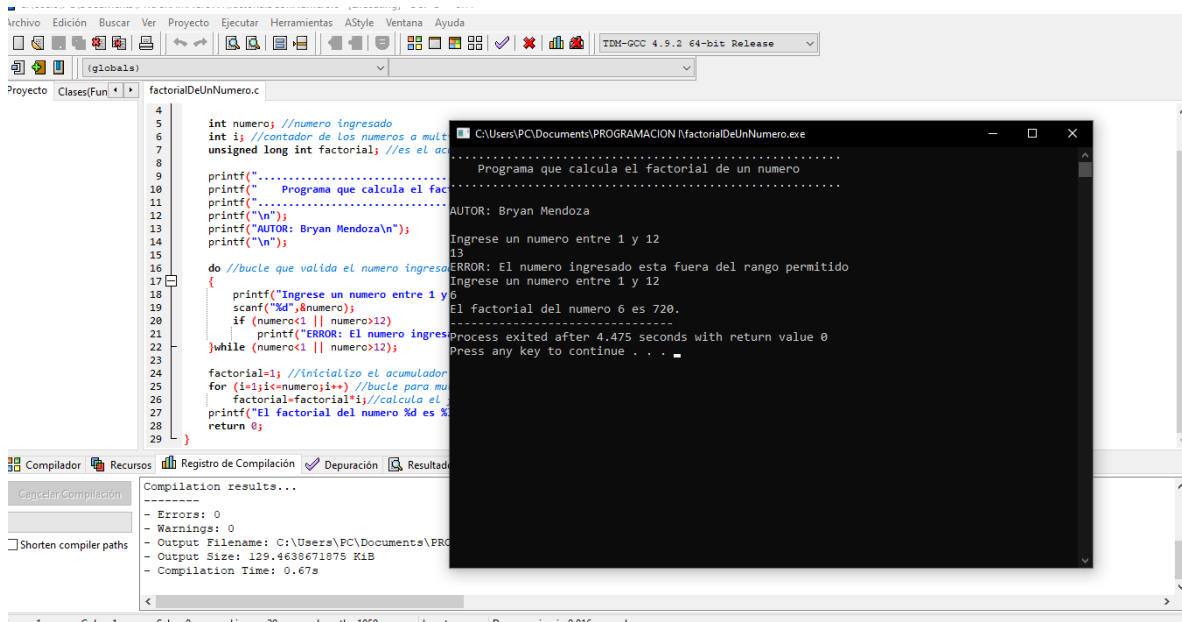 Archivo Edición Buscar Ver Proyecto Ejecutar Herramientas AStyle Ventana Ayuda
TDM-GCC 4.9.2 64-bit Release
(globals)
Proyecto Clases(Fun
factorialDeUnNumero.c
4
5 int numero; //numero ingresado
6 int i; //contador de los numeros a mult
7 unsigned long int factorial; //es el ac
8
9 printf("................................
10 printf("    Programa que calcula el fac
11 printf("................................
12 printf("\n");
13 printf("AUTOR: Bryan Mendoza\n");
14 printf("\n");
15
16 do //bucle que valida el numero ingresa
17 {
18 printf("Ingrese un numero entre 1 y
19 scanf("%d",&numero);
20 if (numero<1 || numero>12)
21 printf("ERROR: El numero ingres
22 }while (numero<1 || numero>12);
23
24 factorial=1; //inicializo el acumulador
25 for (i=1;i<=numero;i++) //bucle para mu
26 factorial=factorial*i;//calcula el
27 printf("El factorial del numero %d es %
28 return 0;
29 }
C:\Users\PC\Documents\PROGRAMACION I\factorialDeUnNumero.exe
.......................................................
Programa que calcula el factorial de un numero
.......................................................
AUTOR: Bryan Mendoza
Ingrese un numero entre 1 y 12
13
ERROR: El numero ingresado esta fuera del rango permitido
Ingrese un numero entre 1 y 12
6
El factorial del numero 6 es 720.
--------------------------------
Process exited after 4.475 seconds with return value 0
Press any key to continue . . .
Compilador Recursos Registro de Compilación Depuración Resultad
Cancelar Compilación
Shorten compiler paths
Compilation results...
--------
- Errors: 0
- Warnings: 0
- Output Filename: C:\Users\PC\Documents\PRO
- Output Size: 129.4638671875 KiB
- Compilation Time: 0.67s